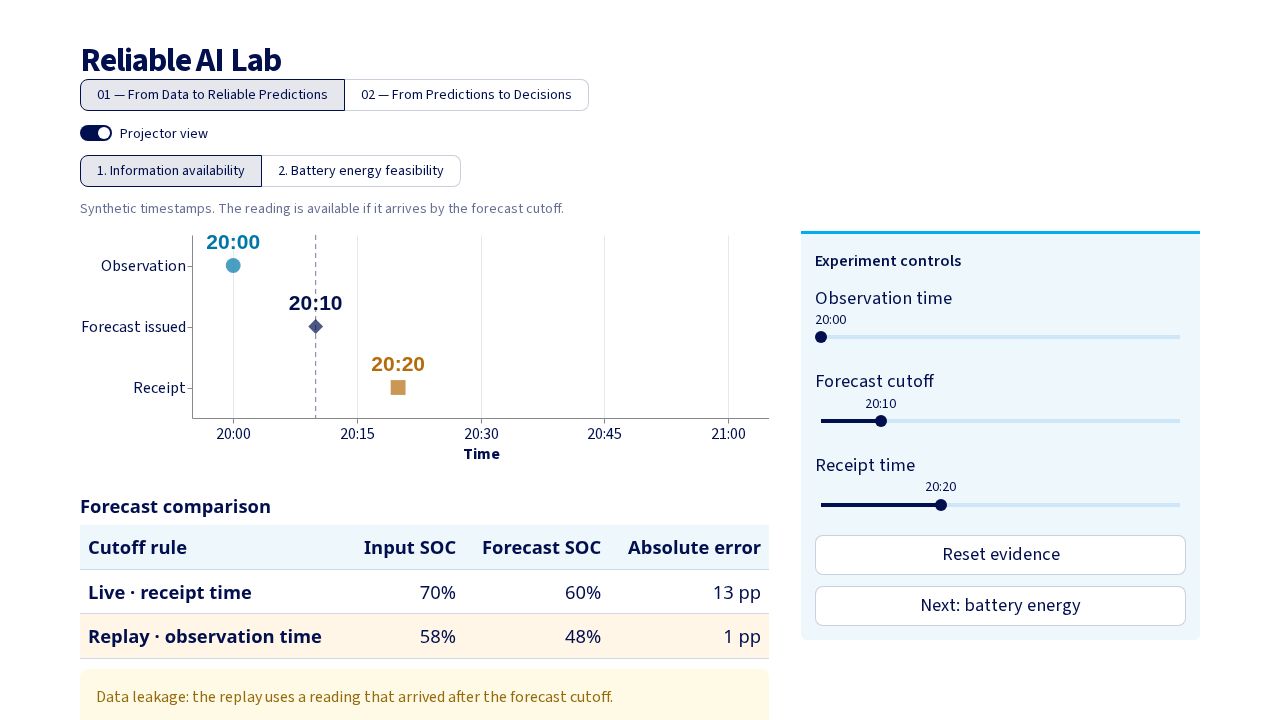 Reliable AI Lab
01 — From Data to Reliable Predictions
02 — From Predictions to Decisions
Projector view
1. Information availability
2. Battery energy feasibility
Synthetic timestamps. The reading is available if it arrives by the forecast cutoff.
20:00
Observation
20:10
Forecast issued
20:20
Receipt
20:00 20:15 20:30 20:45 21:00
Time
Forecast comparison
Cutoff rule Input SOC Forecast SOC Absolute error
Live · receipt time 70% 60% 13 pp
Replay · observation time 58% 48% 1 pp
Data leakage: the replay uses a reading that arrived after the forecast cutoff.
Experiment controls
Observation time
20:00
Forecast cutoff
20:10
Receipt time
20:20
Reset evidence
Next: battery energy